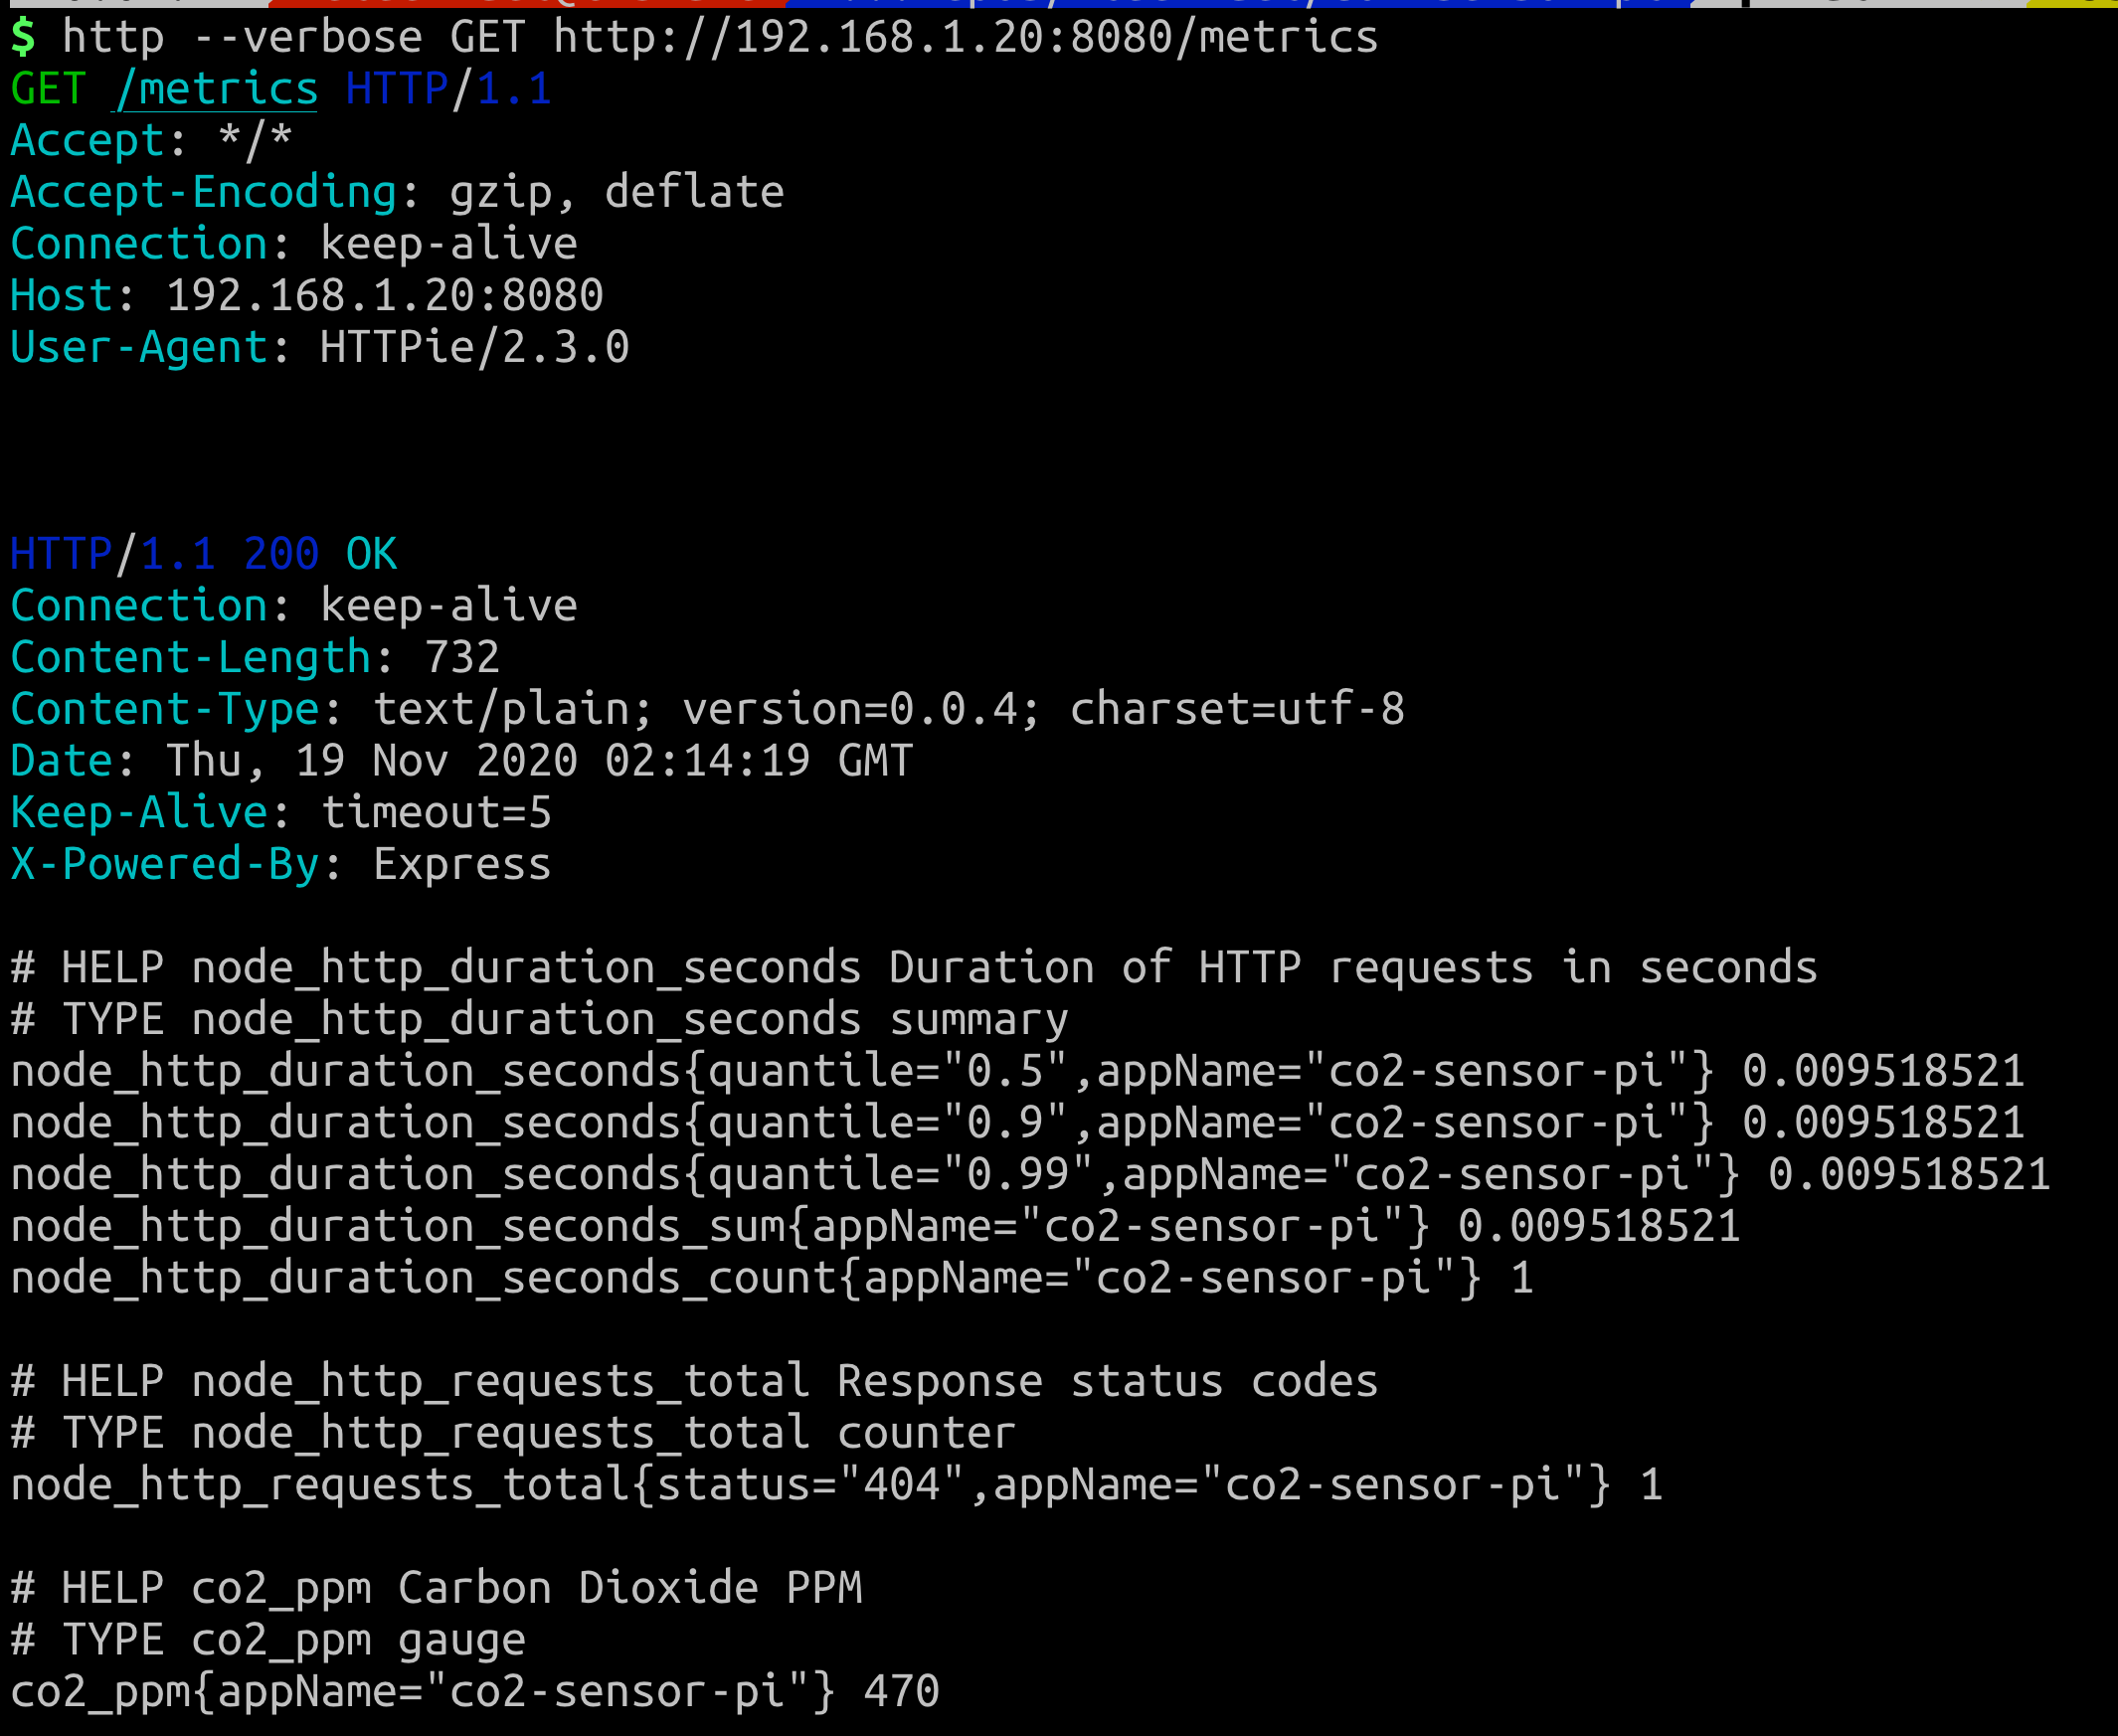 $ http --verbose GET http://192.168.1.20:8080/metrics
GET /metrics HTTP/1.1
Accept: */*
Accept-Encoding: gzip, deflate
Connection: keep-alive
Host: 192.168.1.20:8080
User-Agent: HTTPie/2.3.0
HTTP/1.1 200 OK
Connection: keep-alive
Content-Length: 732
Content-Type: text/plain; version=0.0.4; charset=utf-8
Date: Thu, 19 Nov 2020 02:14:19 GMT
Keep-Alive: timeout=5
X-Powered-By: Express
# HELP node_http_duration_seconds Duration of HTTP requests in seconds
# TYPE node_http_duration_seconds summary
node_http_duration_seconds{quantile="0.5",appName="co2-sensor-pi"} 0.009518521
node_http_duration_seconds{quantile="0.9",appName="co2-sensor-pi"} 0.009518521
node_http_duration_seconds{quantile="0.99",appName="co2-sensor-pi"} 0.009518521
node_http_duration_seconds_sum{appName="co2-sensor-pi"} 0.009518521
node_http_duration_seconds_count{appName="co2-sensor-pi"} 1
# HELP node_http_requests_total Response status codes
# TYPE node_http_requests_total counter
node_http_requests_total{status="404",appName="co2-sensor-pi"} 1
# HELP co2_ppm Carbon Dioxide PPM
# TYPE co2_ppm gauge
co2_ppm{appName="co2-sensor-pi"} 470